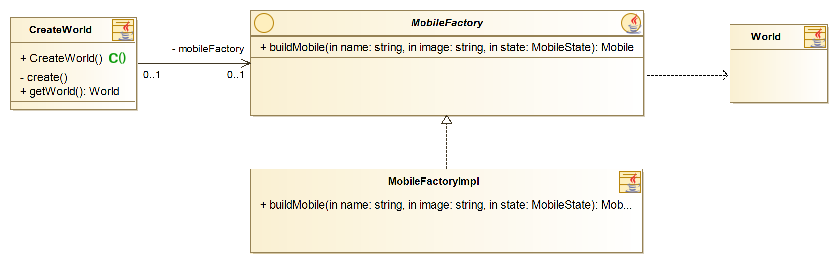 CreateWorld
+ CreateWorld() C()
- create()
+ getWorld(): World
- mobileFactory
0..1
0..1
MobileFactory
+ buildMobile(in name: string, in image: string, in state: MobileState): Mobile
World
MobileFactoryImpl
+ buildMobile(in name: string, in image: string, in state: MobileState): Mob...